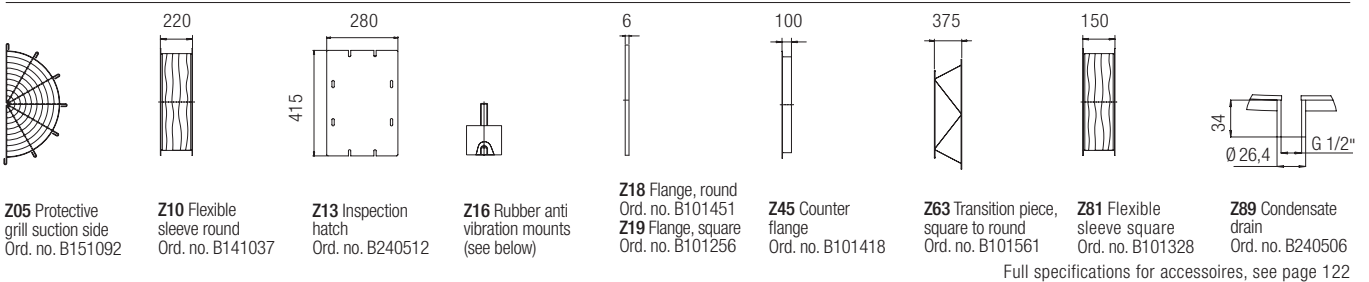 220
280
6
100
375
150
415
34
G 1/2"
Ø 26,4
Z05 Protective
grill suction side
Ord. no. B151092
Z10 Flexible
sleeve round
Ord. no. B141037
Z13 Inspection
hatch
Ord. no. B240512
Z16 Rubber anti
vibration mounts
(see below)
Z18 Flange, round
Ord. no. B101451
Z19 Flange, square
Ord. no. B101256
Z45 Counter
flange
Ord. no. B101418
Z63 Transition piece,
square to round
Ord. no. B101561
Z81 Flexible
sleeve square
Ord. no. B101328
Z89 Condensate
drain
Ord. no. B240506
Full specifications for accessoires, see page 122